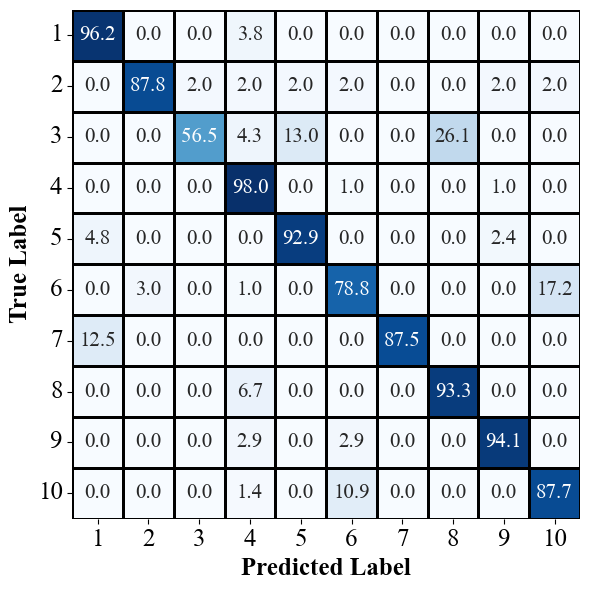 1 96.2 0.0 0.0 3.8 0.0 0.0 0.0 0.0 0.0 0.0
2 0.0 87.8 2.0 2.0 2.0 2.0 0.0 0.0 2.0 2.0
3 0.0 0.0 56.5 4.3 13.0 0.0 0.0 26.1 0.0 0.0
4 0.0 0.0 0.0 98.0 0.0 1.0 0.0 0.0 1.0 0.0
5 4.8 0.0 0.0 0.0 92.9 0.0 0.0 0.0 2.4 0.0
6 0.0 3.0 0.0 1.0 0.0 78.8 0.0 0.0 0.0 17.2
7 12.5 0.0 0.0 0.0 0.0 0.0 87.5 0.0 0.0 0.0
8 0.0 0.0 0.0 6.7 0.0 0.0 0.0 93.3 0.0 0.0
9 0.0 0.0 0.0 2.9 0.0 2.9 0.0 0.0 94.1 0.0
10 0.0 0.0 0.0 1.4 0.0 10.9 0.0 0.0 0.0 87.7
1 2 3 4 5 6 7 8 9 10
Predicted Label
True Label